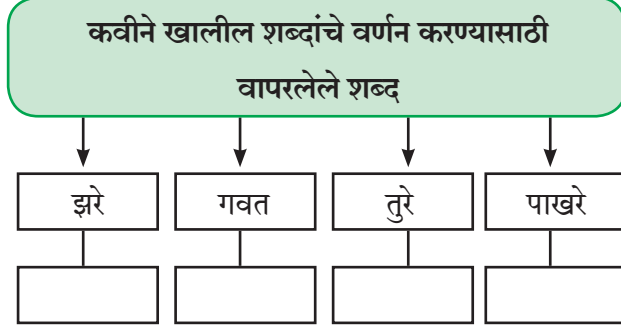 कवीने खालील शब्दांचे वर्णन करण्यासाठी
वापरलेले शब्द
झरे गवत तुरे पाखरे